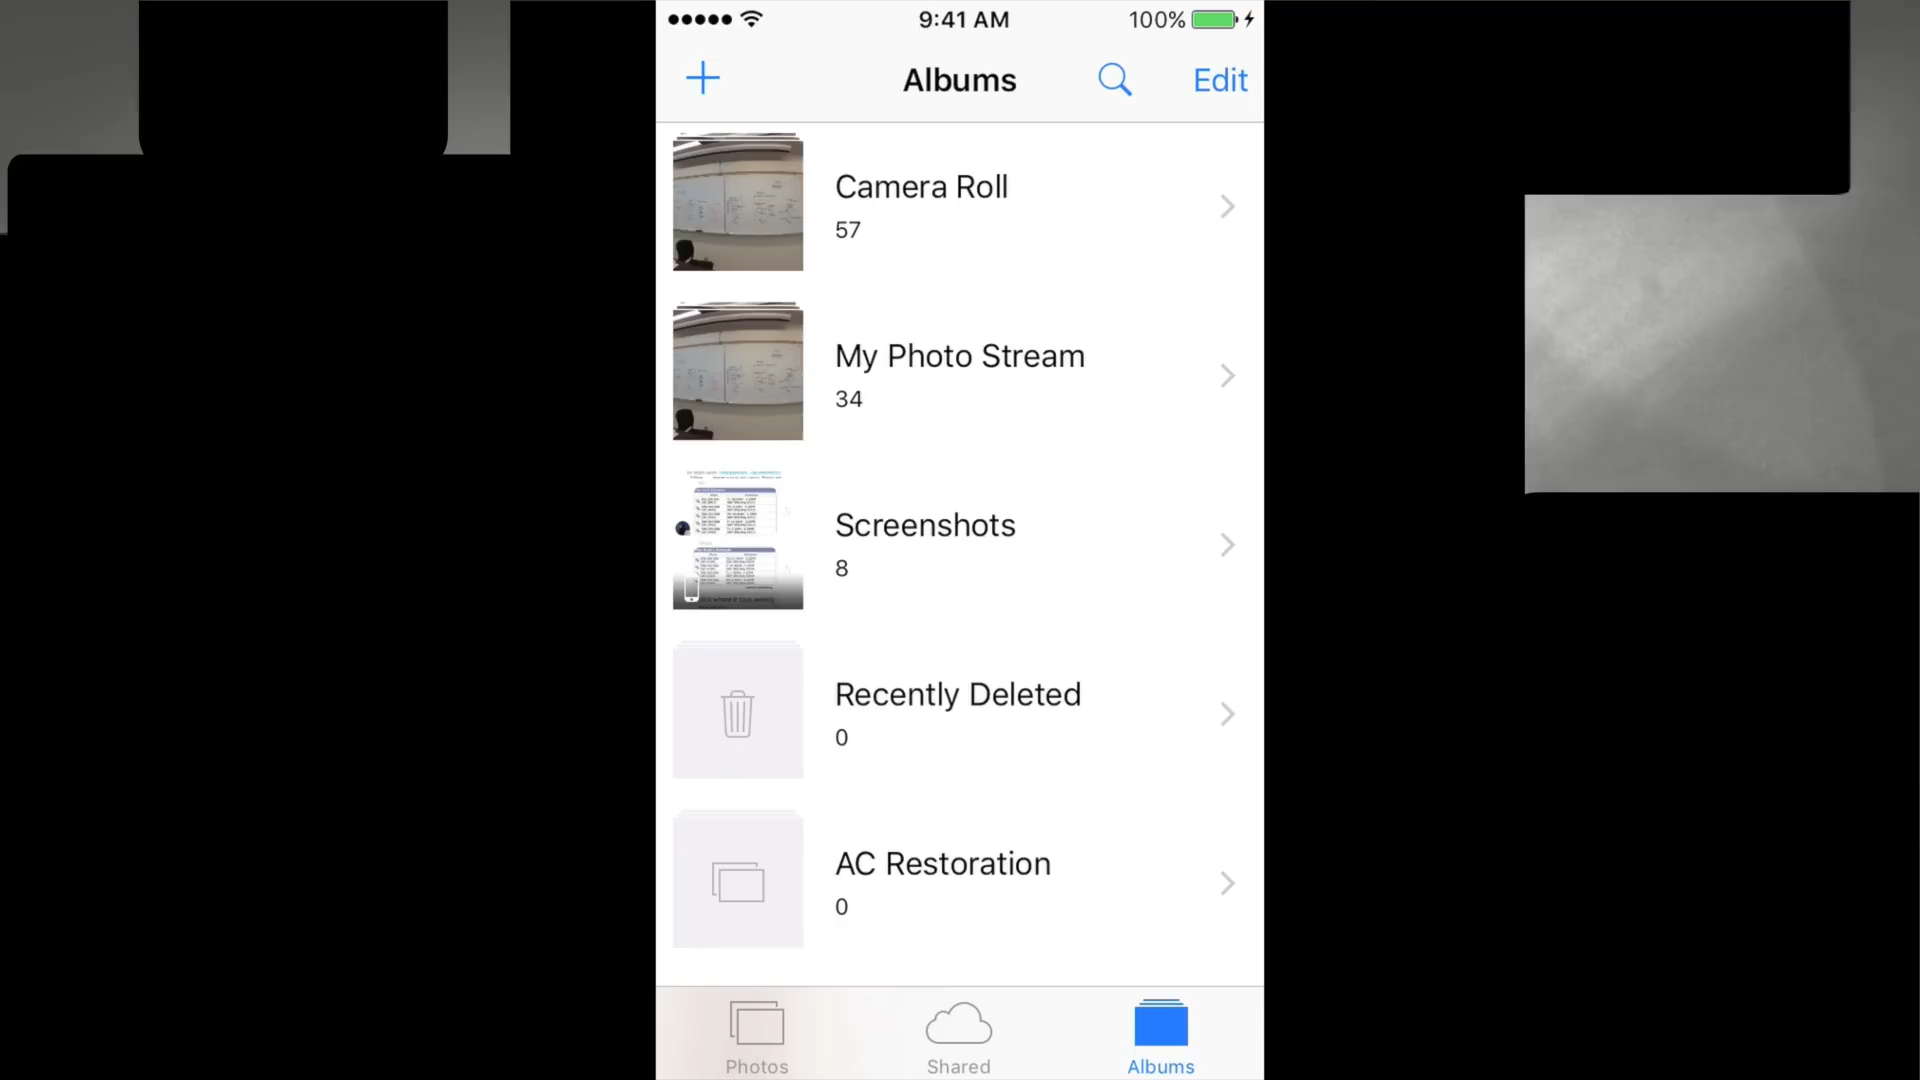 9:41 AM
100%
Albums
Edit
Camera Roll
57
My Photo Stream
34
Screenshots
8
Recently Deleted
0
AC Restoration
0
Photos
Shared
Albums